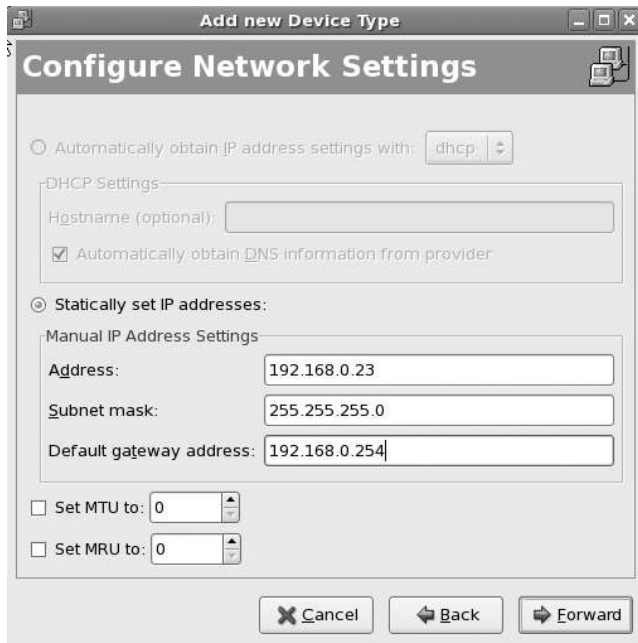 Add new Device Type
Configure Network Settings
Automatically obtain IP address settings with: dhcp
DHCP Settings
Hostname (optional):
Automatically obtain DNS information from provider
Statically set IP addresses:
Manual IP Address Settings
Address: 192.168.0.23
Subnet mask: 255.255.255.0
Default gateway address: 192.168.0.254
Set MTU to: 0
Set MRU to: 0
Cancel Back Forward